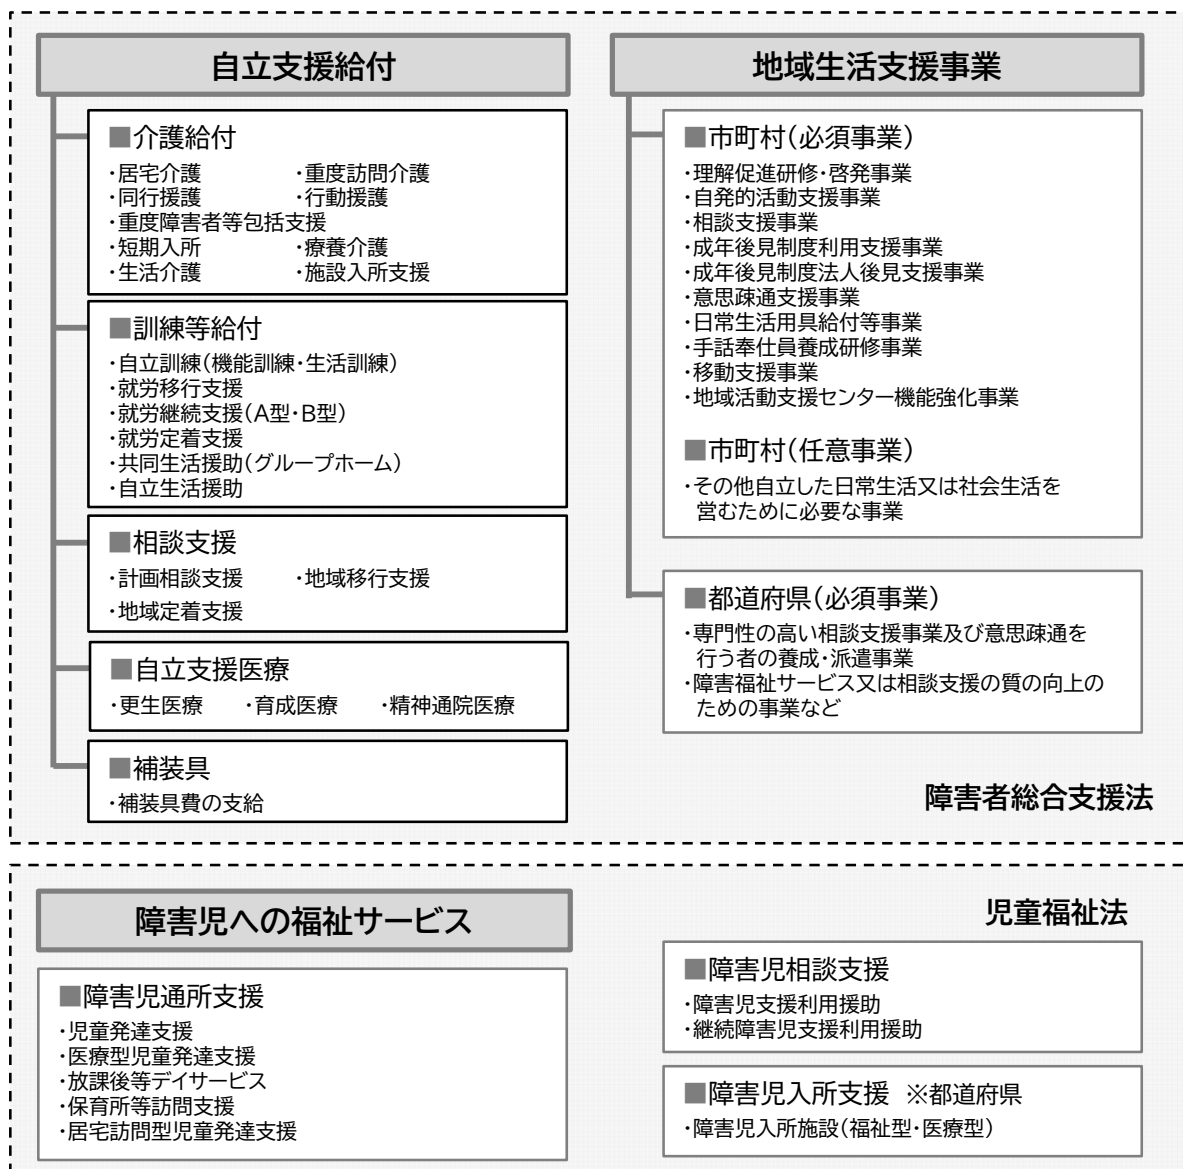 自立支援給付
■介護給付
・居宅介護 ・重度訪問介護
・同行援護 ・行動援護
・重度障害者等包括支援
・短期入所 ・療養介護
・生活介護 ・施設入所支援
■訓練等給付
・自立訓練(機能訓練・生活訓練)
・就労移行支援
・就労継続支援(A型・B型)
・就労定着支援
・共同生活援助(グループホーム)
・自立生活援助
■相談支援
・計画相談支援 ・地域移行支援
・地域定着支援
■自立支援医療
・更生医療 ・育成医療 ・精神通院医療
■補装具
・補装具費の支給
地域生活支援事業
■市町村(必須事業)
・理解促進研修・啓発事業
・自発的活動支援事業
・相談支援事業
・成年後見制度利用支援事業
・成年後見制度法人後見支援事業
・意思疎通支援事業
・日常生活用具給付等事業
・手話奉仕員養成研修事業
・移動支援事業
・地域活動支援センター機能強化事業
■市町村(任意事業)
・その他自立した日常生活又は社会生活を
営むために必要な事業
■都道府県(必須事業)
・専門性の高い相談支援事業及び意思疎通を
行う者の養成・派遣事業
・障害福祉サービス又は相談支援の質の向上の
ための事業など
障害者総合支援法
障害児への福祉サービス
■障害児通所支援
・児童発達支援
・医療型児童発達支援
・放課後等デイサービス
・保育所等訪問支援
・居宅訪問型児童発達支援
児童福祉法
■障害児相談支援
・障害児支援利用援助
・継続障害児支援利用援助
■障害児入所支援 ※都道府県
・障害児入所施設(福祉型・医療型)